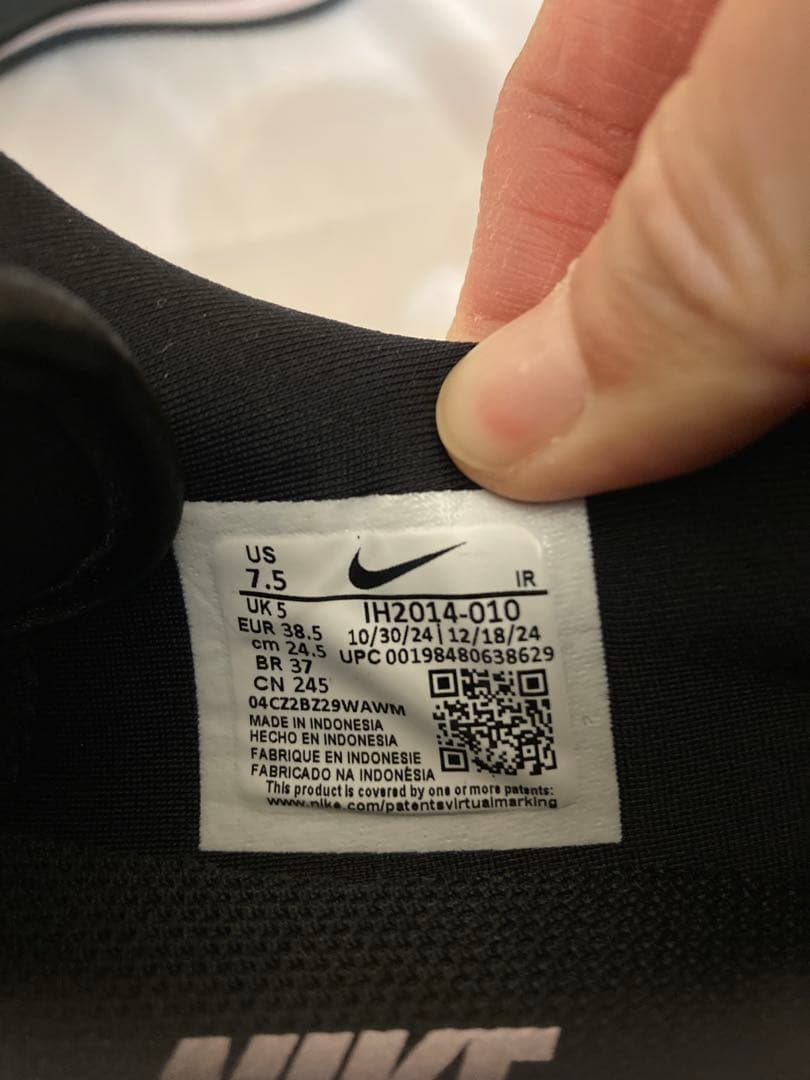 US
7.5
IR
UK 5
IH2014-010
EUR 38.5
10/30/24 | 12/18/24
cm 24.5
UPC 00198480638629
BR 37
CN 245
04CZ2BZ29WAWM
MADE IN INDONESIA
HECHO EN INDONESIA
FABRIQUE EN INDONESIE
FABRICADO NA INDONÉSIA
This product is covered by one or more patents:
www.nike.com/patentsvirtualmarking
NIKE